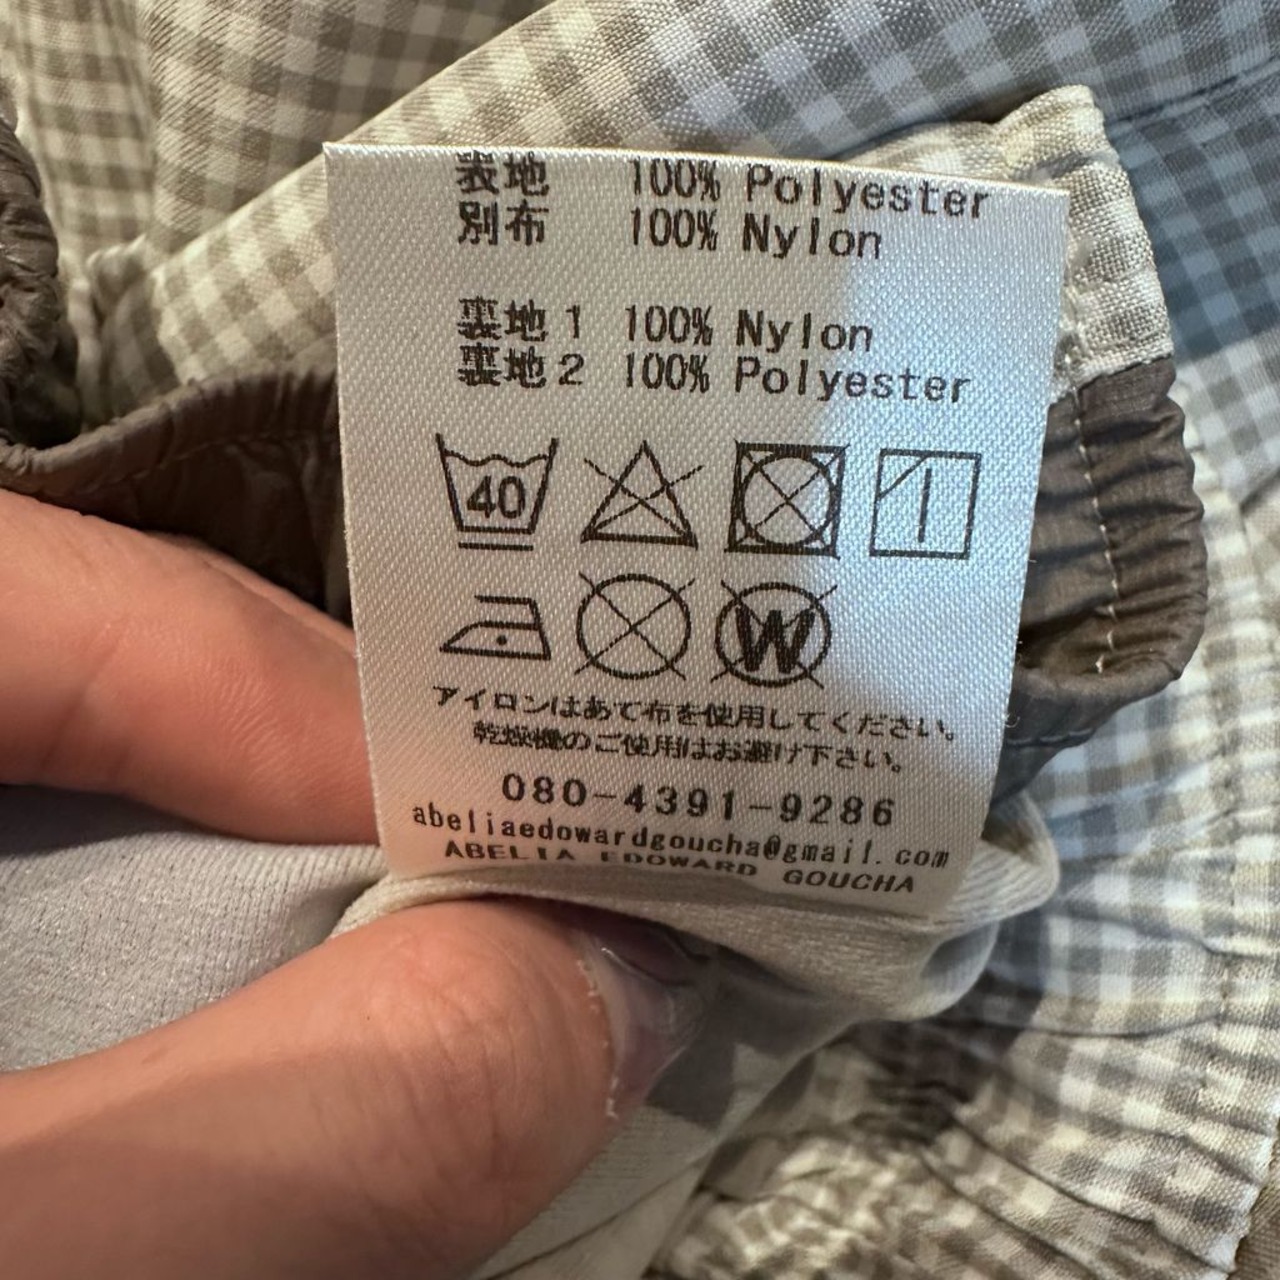 表地 100% Polyester
別布 100% Nylon
裏地1 100% Nylon
裏地2 100% Polyester
40
W
アイロンはあて布を使用してください。
乾燥機のご使用はお避け下さい。
080-4391-9286
abeliaedowardgoucha@gmail.com
ABELIA EDOWARD GOUCHA